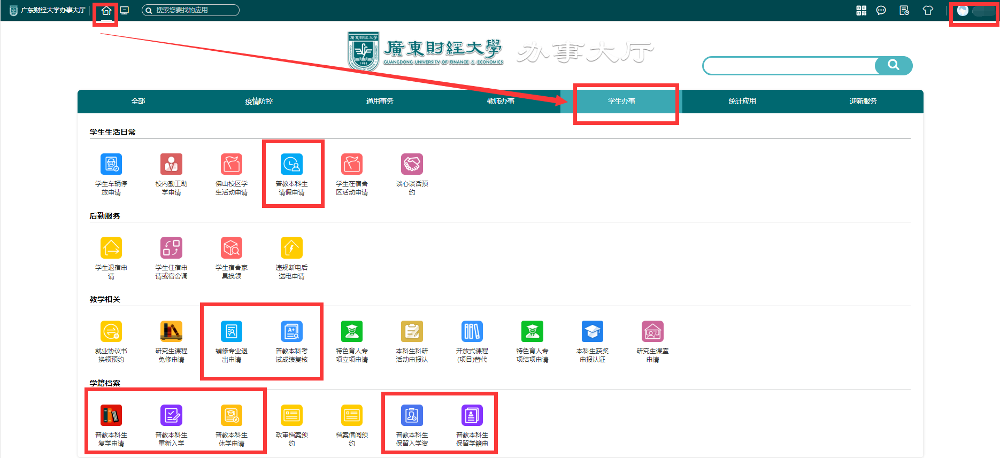 广东财经大学办事大厅
搜索您要找的应用
廣東財經大學
廣東財經大學
GUANGDONG UNIVERSITY OF FINANCE & ECONOMICS
1983
办事大厅
全部
疫情防控
通用事务
教师办事
学生办事
统计应用
迎新服务
学生生活日常
学生车辆停
放申请
校内勤工助
学申请
佛山校区学
生活动申请
普教本科生
请假申请
学生在宿舍
区活动申请
谈心谈话预
约
后勤服务
学生退宿申
请
学生住宿申
请或宿舍调
学生宿舍家
具换领
违规断电后
送电申请
教学相关
就业协议书
换领预约
研究生课程
免修申请
辅修专业退
出申请
A+
普教本科考
试成绩复核
特色育人专
项立项申请
本科生科研
活动申报认
开放式课程
(项目)替代
特色育人专
项结项申请
本科生获奖
申报认证
研究生课室
申请
学籍档案
普教本科生
复学申请
普教本科生
重新入学
普教本科生
休学申请
政审档案预
约
档案借阅预
约
普教本科生
保留入学资
普教本科生
保留学籍申